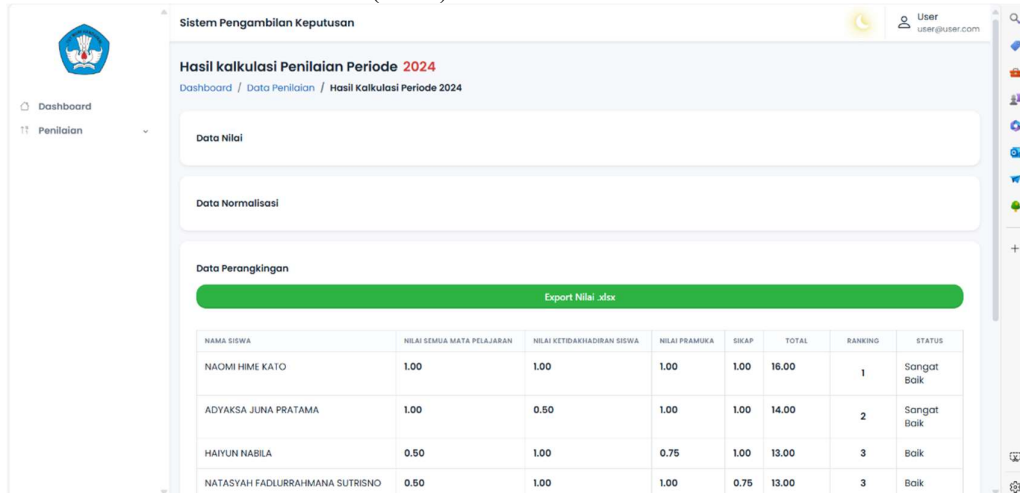 Sistem Pengambilan Keputusan
User
user@user.com
Hasil kalkulasi Penilaian Periode 2024
Dashboard / Data Penilaian / Hasil Kalkulasi Periode 2024
Dashboard
Penilaian
Data Nilai
Data Normalisasi
Data Perangkingan
Export Nilai .xlsx
NAMA SISWA NILAI SEMUA MATA PELAJARAN NILAI KETIDAKHADIRAN SISWA NILAI PRAMUKA SIKAP TOTAL RANKING STATUS
NAOMI HIME KATO 1.00 1.00 1.00 1.00 16.00 1 Sangat
Baik
ADYAKSA JUNA PRATAMA 1.00 0.50 1.00 1.00 14.00 2 Sangat
Baik
HAIYUN NABILA 0.50 1.00 0.75 1.00 13.00 3 Baik
NATASYAH FADLURRAHMANA SUTRISNO 0.50 1.00 1.00 0.75 13.00 3 Baik